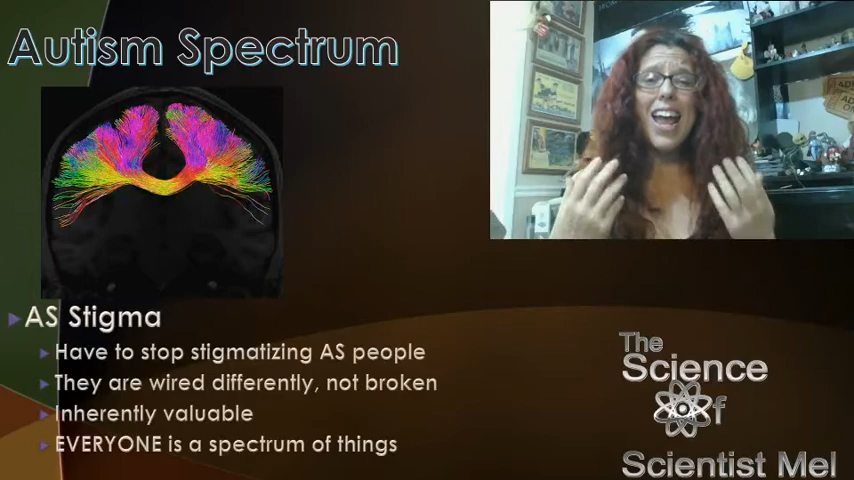 Autism Spectrum
AS Stigma
Have to stop stigmatizing AS people
They are wired differently, not broken
Inherently valuable
EVERYONE is a spectrum of things
The
Science
Of
Scientist Mel